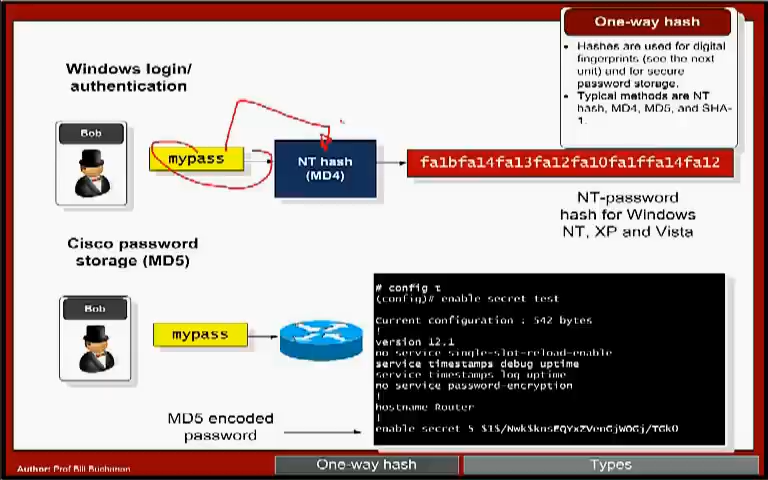 One-way hash
• Hashes are used for digital
fingerprints (see the next
unit) and for secure
password storage.
• Typical methods are NT
hash, MD4, MD5, and SHA-
1.
Windows login/
authentication
Bob
mypass
NT hash
(MD4)
fa1bfa14fa13fa12fa10fa1ffa14fa12
NT-password
hash for Windows
NT, XP and Vista
Cisco password
storage (MD5)
Bob
mypass
# config t
(config)# enable secret test
Current configuration : 542 bytes
!
version 12.1
no service single-slot-reload-enable
service timestamps debug uptime
service timestamps log uptime
no service password-encryption
!
hostname Router
!
enable secret 5
MD5 encoded
password
Author: Prof Bill Buchanan
One-way hash
Types